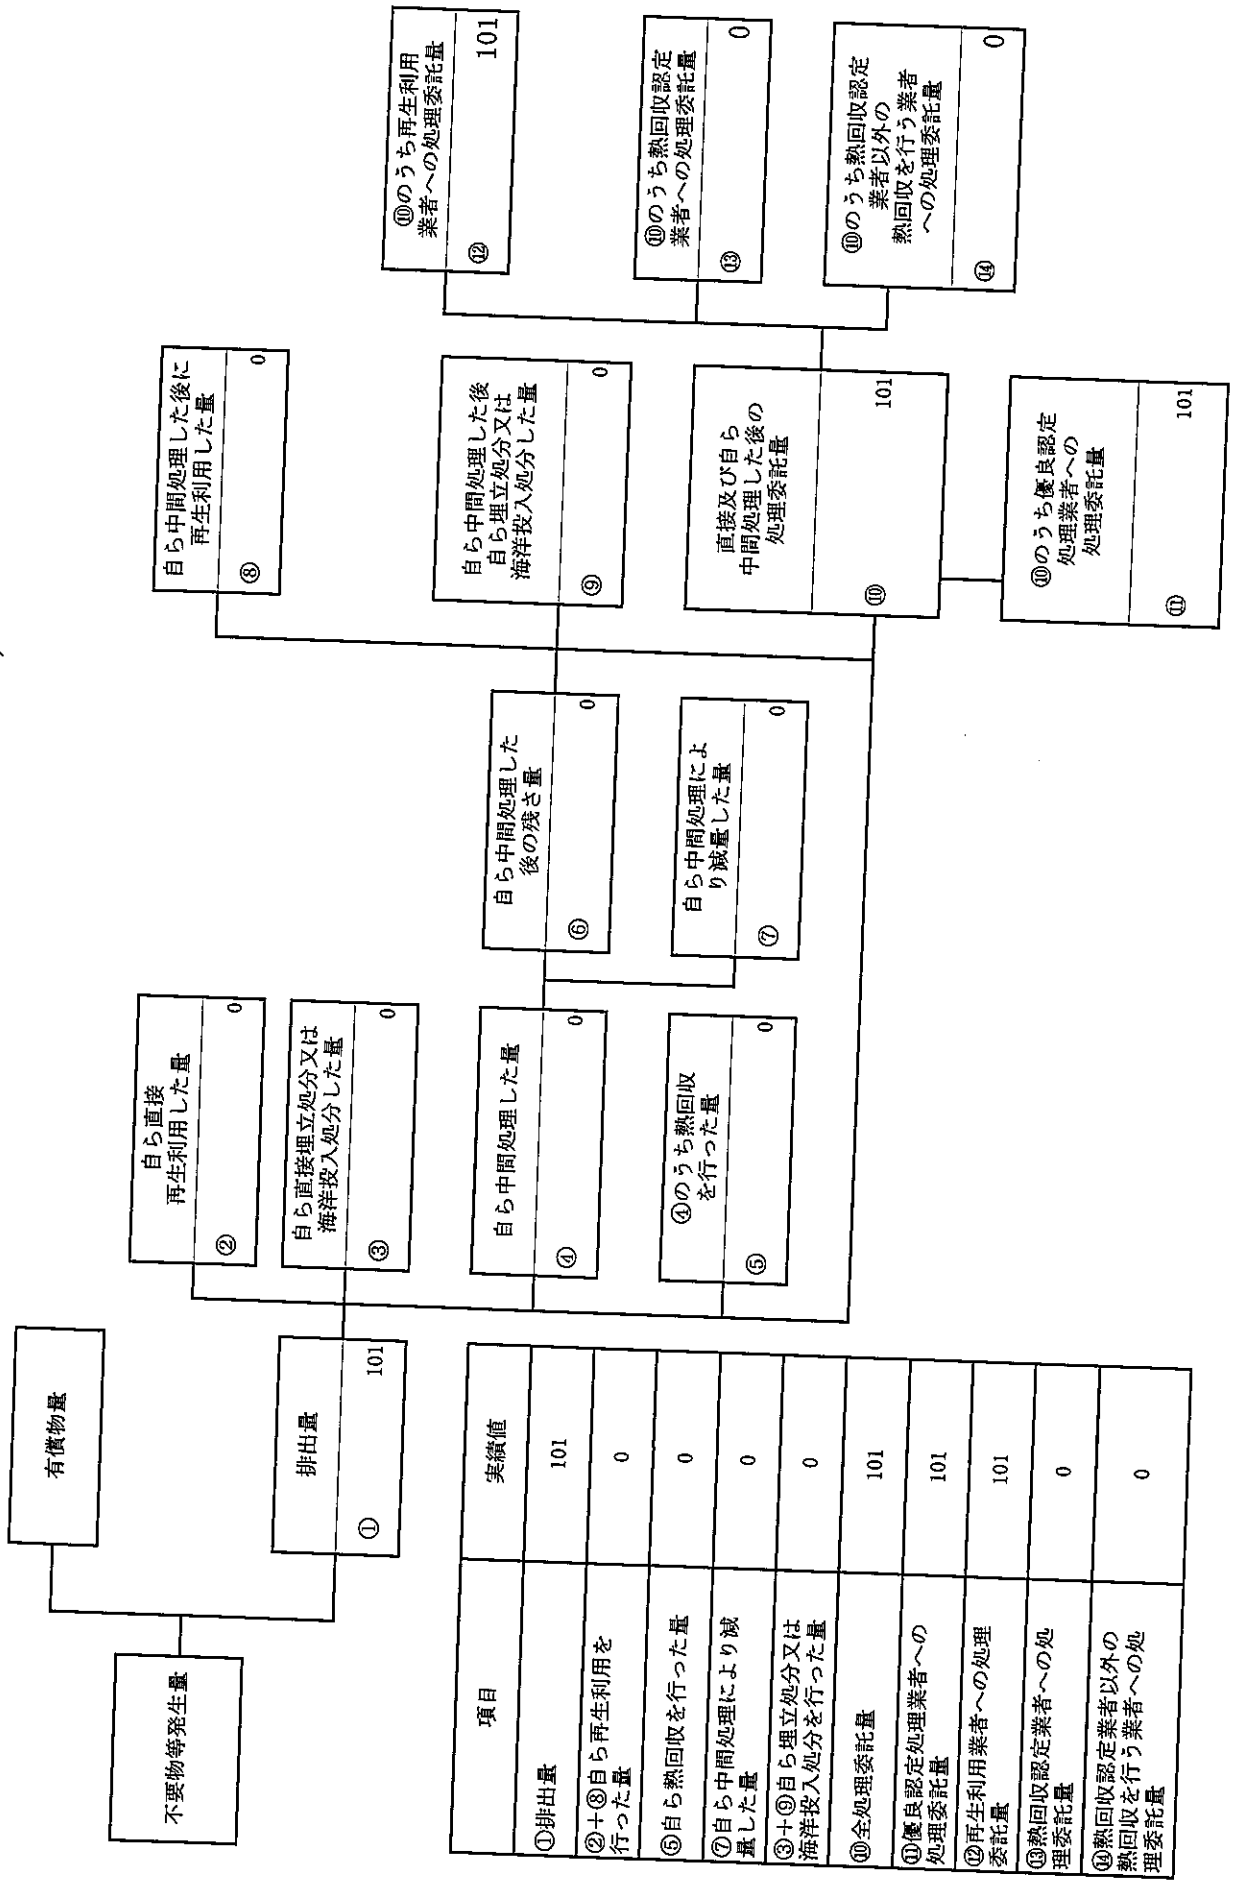 不要物等発生量
有償物量
排出量
①
101
自ら直接
再生利用した量
②
0
自ら直接埋立処分又は
海洋投入処分した量
③
0
自ら中間処理した量
④
0
④のうち熱回収
を行った量
⑤
0
自ら中間処理した
後の残さ量
⑥
0
自ら中間処理によ
り減量した量
⑦
0
自ら中間処理した後に
再生利用した量
⑧
0
自ら中間処理した後
自ら埋立処分又は
海洋投入処分した量
⑨
0
直接及び自ら
中間処理した後の
処理委託量
⑩
101
⑩のうち優良認定
処理業者への
処理委託量
⑪
101
⑩のうち再生利用
業者への処理委託量
⑫
101
⑩のうち熱回収認定
業者への処理委託量
⑬
0
⑩のうち熱回収認定
業者以外の
熱回収を行う業者
への処理委託量
⑭
0
項目
実績値
①排出量
101
②+⑧自ら再生利用を
行った量
0
⑤自ら熱回収を行った量
0
⑦自ら中間処理により減
量した量
0
③+⑨自ら埋立処分又は
海洋投入処分を行った量
0
⑩全処理委託量
101
⑪優良認定処理業者への
処理委託量
101
⑫再生利用業者への処理
委託量
101
⑬熱回収認定業者への処
理委託量
0
⑭熱回収認定業者以外の
熱回収を行う業者への処
理委託量
0